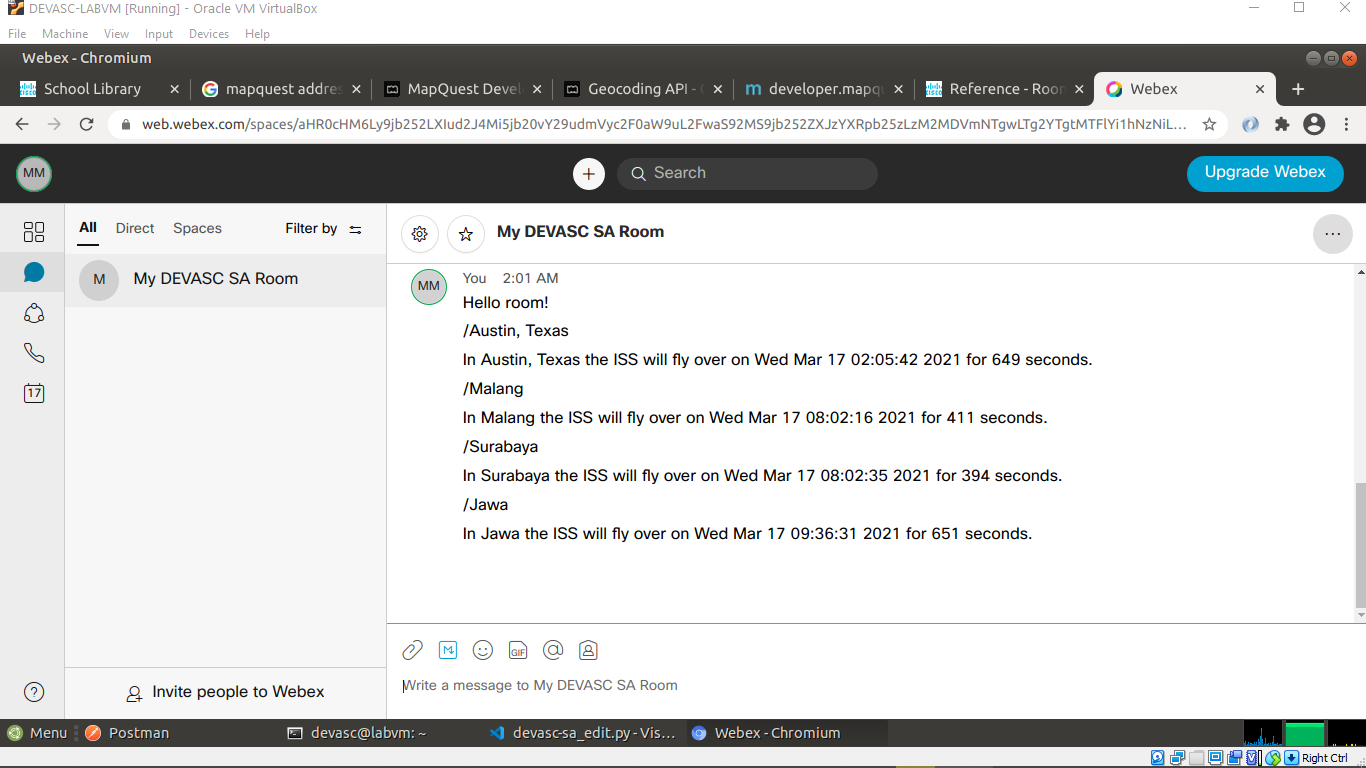 DEVASC-LABVM [Running] - Oracle VM VirtualBox
File Machine View Input Devices Help
Webex - Chromium
School Library
mapquest addre
MapQuest Devel
Geocoding API -
developer.mapq
Reference - Room
Webex
web.webex.com/spaces/aHR0cHM6Ly9jb252LXIud2J4Mi5jb20vY29udmVyc2F0aW9uL2FwaS92MS9jb252ZXJzYXRpb25zLzM2MDVmNTgwLTg2YTgtMTFlYi1hNzNiL...
MM
Search
Upgrade Webex
All Direct Spaces Filter by
M
My DEVASC SA Room
17
Invite people to Webex
My DEVASC SA Room
MM
You 2:01 AM
Hello room!
/Austin, Texas
In Austin, Texas the ISS will fly over on Wed Mar 17 02:05:42 2021 for 649 seconds.
/Malang
In Malang the ISS will fly over on Wed Mar 17 08:02:16 2021 for 411 seconds.
/Surabaya
In Surabaya the ISS will fly over on Wed Mar 17 08:02:35 2021 for 394 seconds.
/Jawa
In Jawa the ISS will fly over on Wed Mar 17 09:36:31 2021 for 651 seconds.
GIF
Write a message to My DEVASC SA Room
Menu Postman devasc@labvm: ~ devasc-sa_edit.py - Vis... Webex - Chromium
Right Ctrl